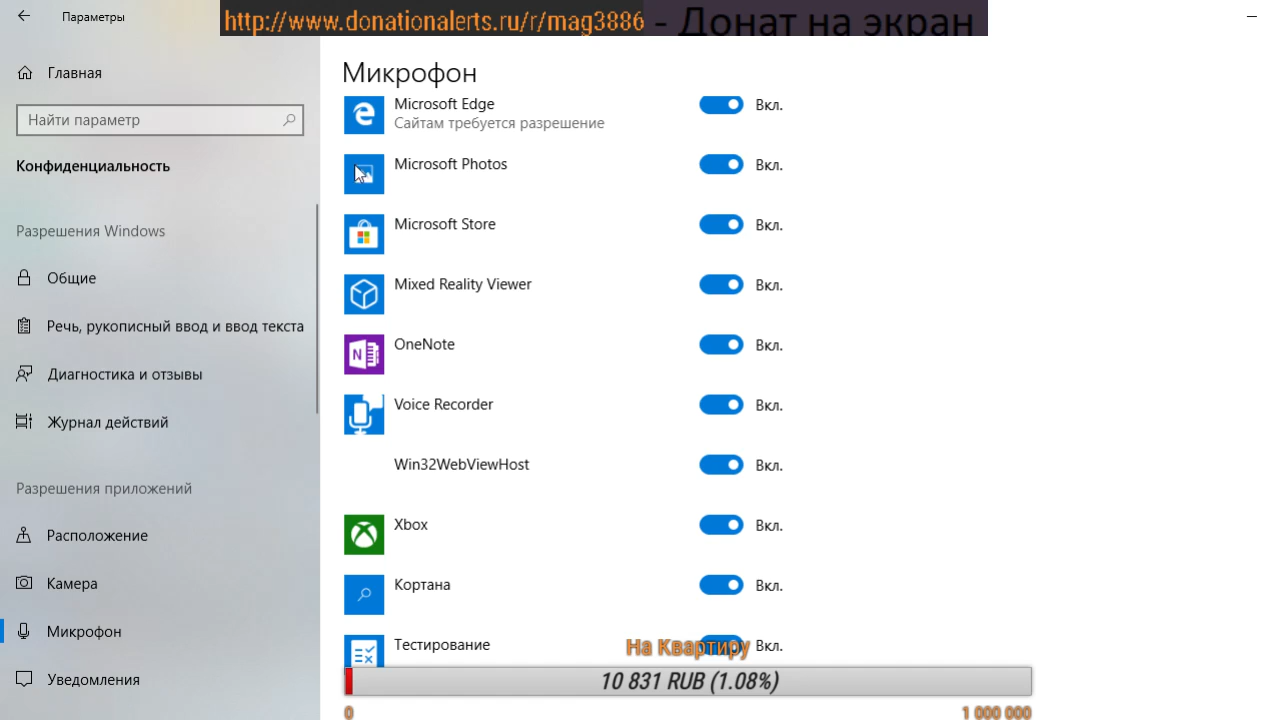 Параметры
http://www.donationalerts.ru/r/mag3886 - Донат на экран
Главная
Найти параметр
Конфиденциальность
Разрешения Windows
Общие
Речь, рукописный ввод и ввод текста
Диагностика и отзывы
Журнал действий
Разрешения приложений
Расположение
Камера
Микрофон
Уведомления
Микрофон
Microsoft Edge Вкл.
Сайтам требуется разрешение
Microsoft Photos Вкл.
Microsoft Store Вкл.
Mixed Reality Viewer Вкл.
OneNote Вкл.
Voice Recorder Вкл.
Win32WebViewHost Вкл.
Xbox Вкл.
Кортана Вкл.
Тестирование Вкл.
На Квартиру
10 831 RUB (1.08%)
0 1 000 000